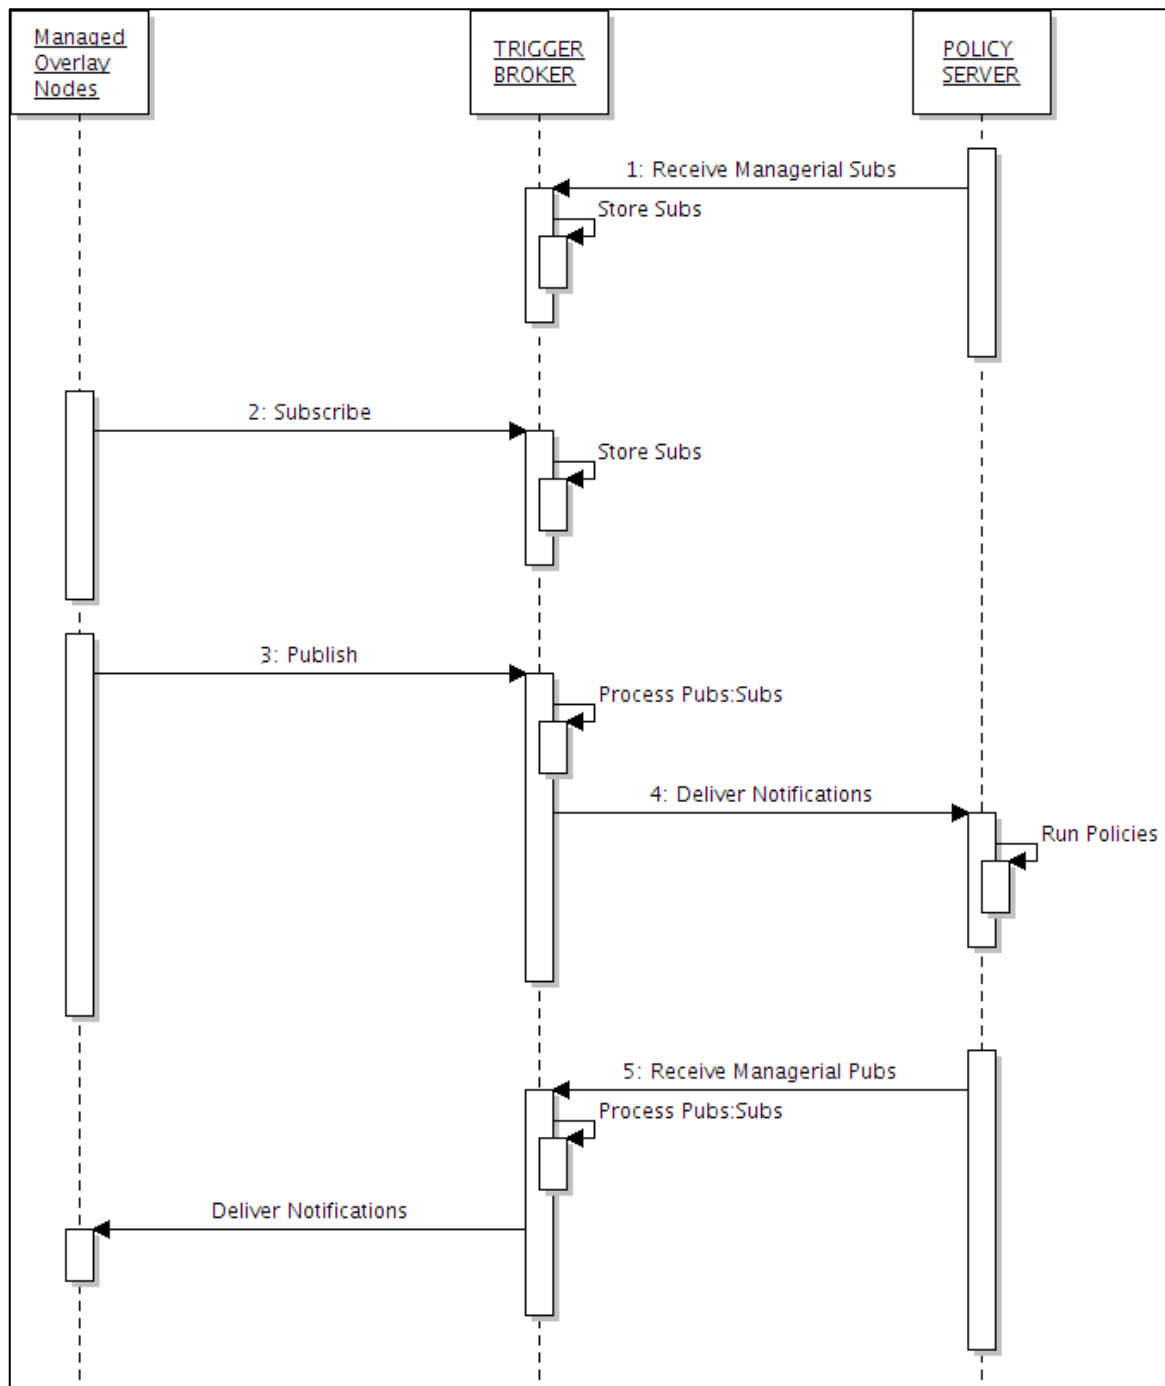 Managed
Overlay
Nodes
TRIGGER
BROKER
POLICY
SERVER
1: Receive Managerial Subs
Store Subs
2: Subscribe
Store Subs
3: Publish
Process Pubs:Subs
4: Deliver Notifications
Run Policies
5: Receive Managerial Pubs
Process Pubs:Subs
Deliver Notifications